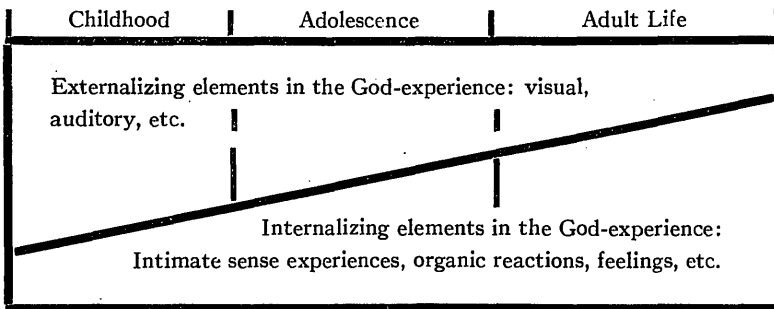 Childhood Adolescence Adult Life
Externalizing elements in the God-experience: visual,
auditory, etc.
Internalizing elements in the God-experience:
Intimate sense experiences, organic reactions, feelings, etc.